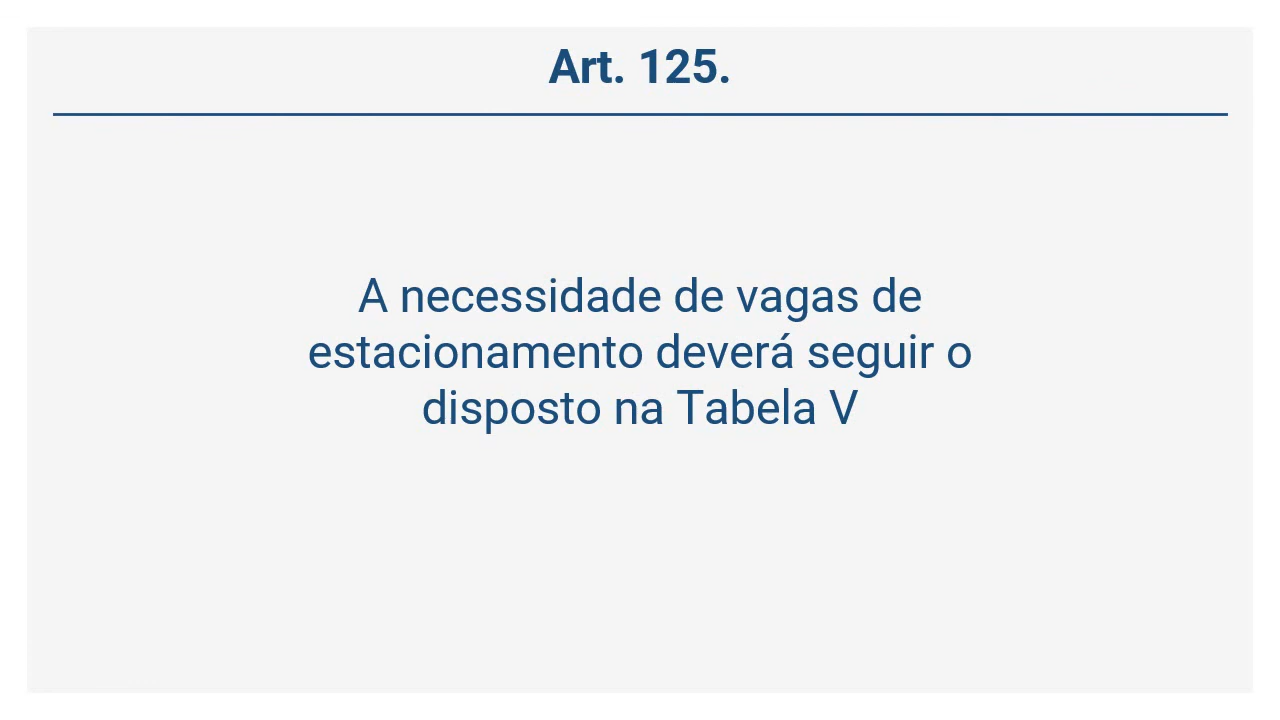 Art. 125.
A necessidade de vagas de
estacionamento deverá seguir o
disposto na Tabela V